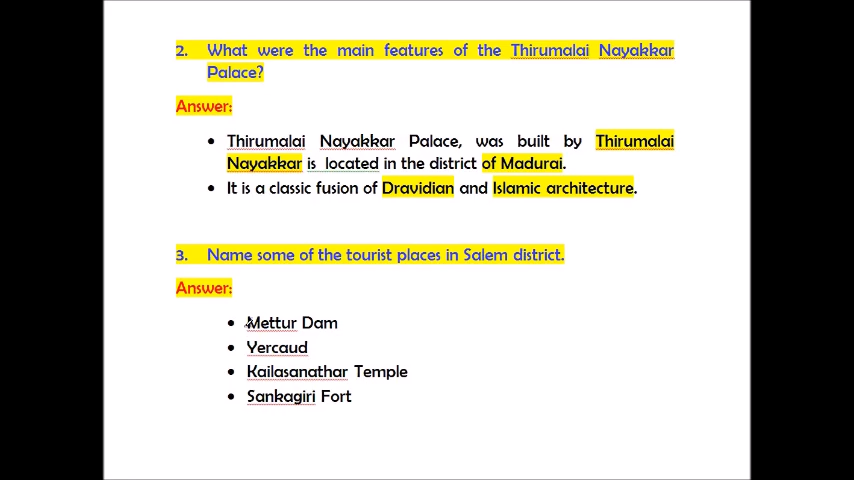 2. What were the main features of the Thirumalai Nayakkar
Palace?
Answer:
• Thirumalai Nayakkar Palace, was built by Thirumalai
Nayakkar is located in the district of Madurai.
• It is a classic fusion of Dravidian and Islamic architecture.
3. Name some of the tourist places in Salem district.
Answer:
• Mettur Dam
• Yercaud
• Kailasanathar Temple
• Sankagiri Fort